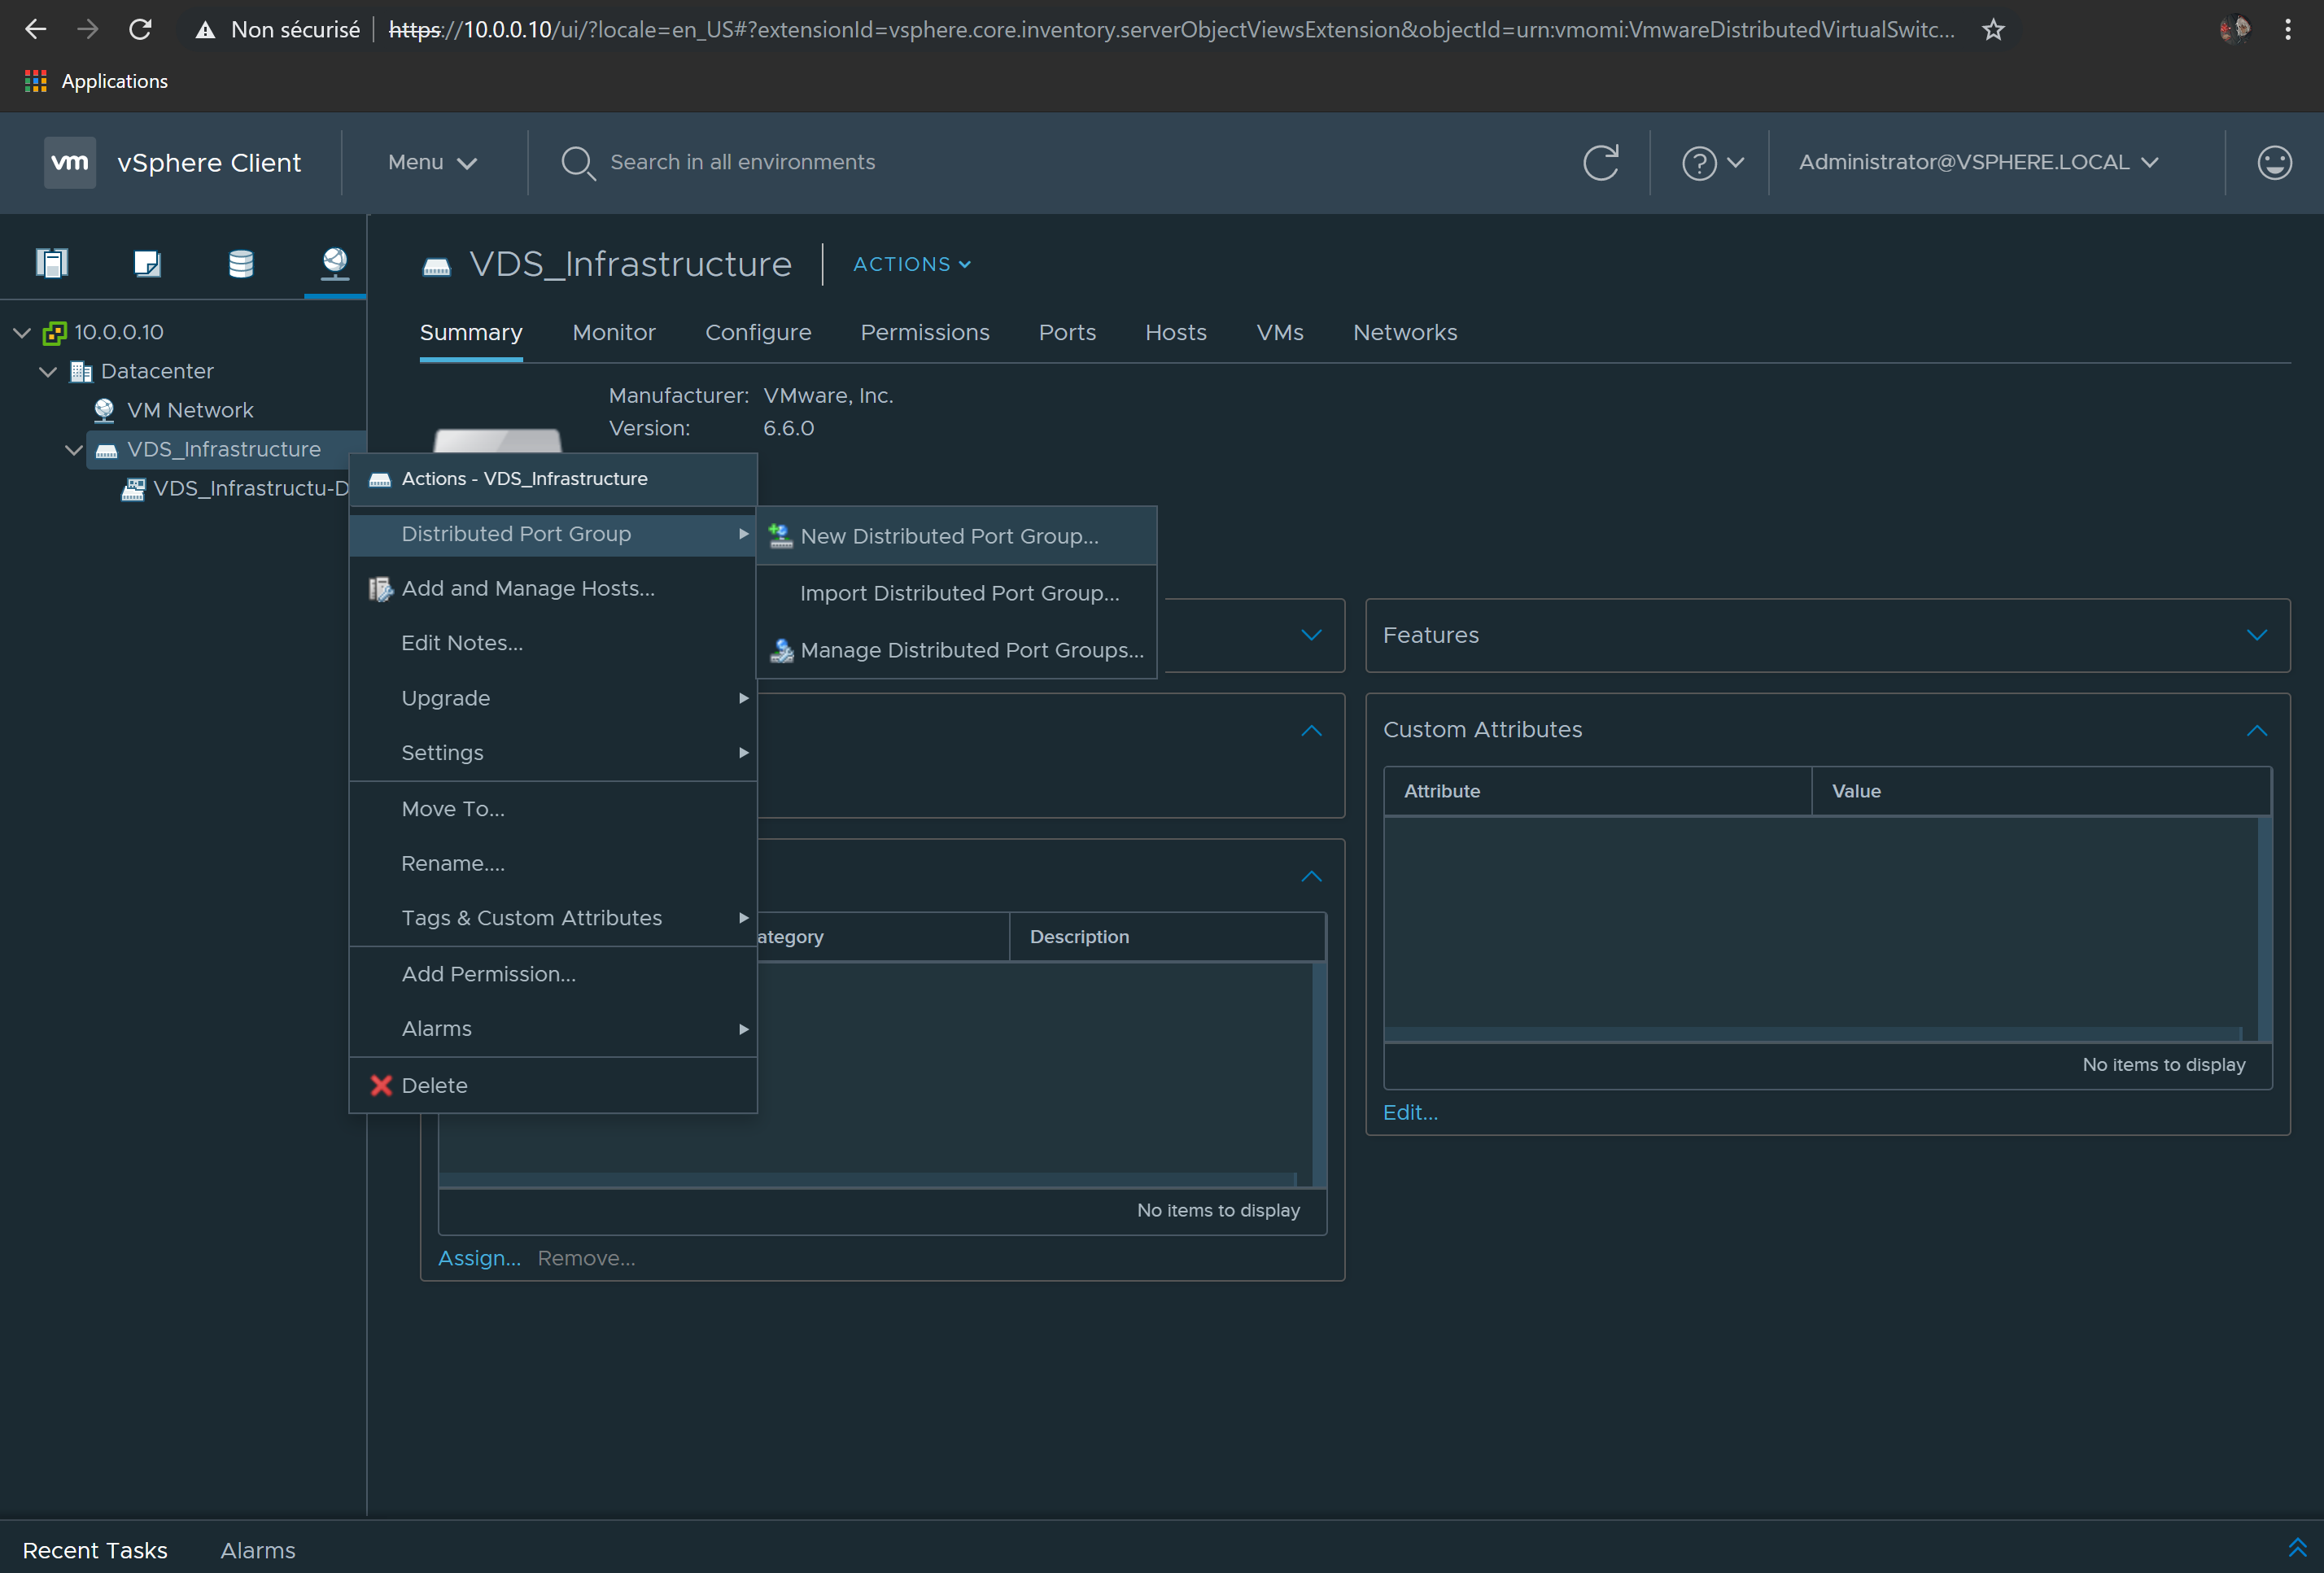 Non sécurisé https://10.0.0.10/ui/?locale=en_US#?extensionId=vsphere.core.inventory.serverObjectViewsExtension&objectId=urn:vmomi:VmwareDistributedVirtualSwitc...
Applications
vm vSphere Client Menu Search in all environments ? Administrator@VSPHERE.LOCAL
VDS_Infrastructure ACTIONS
10.0.0.10
Datacenter
VM Network
VDS_Infrastructure
VDS_Infrastructu-D
Summary Monitor Configure Permissions Ports Hosts VMs Networks
Manufacturer: VMware, Inc.
Version: 6.6.0
Actions - VDS_Infrastructure
Distributed Port Group
Add and Manage Hosts...
Edit Notes...
Upgrade
Settings
Move To...
Rename....
Tags & Custom Attributes
Add Permission...
Alarms
Delete
New Distributed Port Group...
Import Distributed Port Group...
Manage Distributed Port Groups...
Features
Custom Attributes
Attribute Value
No items to display
Edit...
ategory Description
No items to display
Assign... Remove...
Recent Tasks Alarms